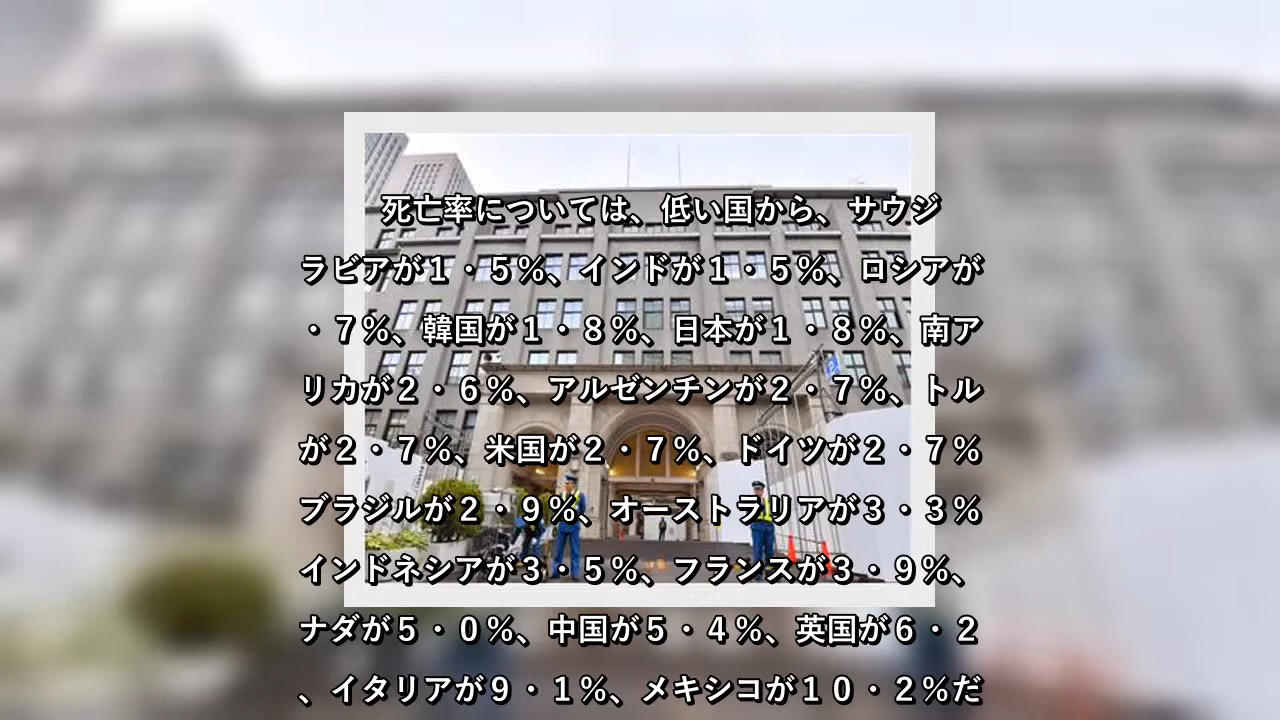 死亡率については、低い国から、サウジ
ラビアが１・５％、インドが１・５％、ロシアが
・７％、韓国が１・８％、日本が１・８％、南ア
リカが２・６％、アルゼンチンが２・７％、トル
が２・７％、米国が２・７％、ドイツが２・７％
ブラジルが２・９％、オーストラリアが３・３％
インドネシアが３・５％、フランスが３・９％、
ナダが５・０％、中国が５・４％、英国が６・２
、イタリアが９・１％、メキシコが１０・２％だ